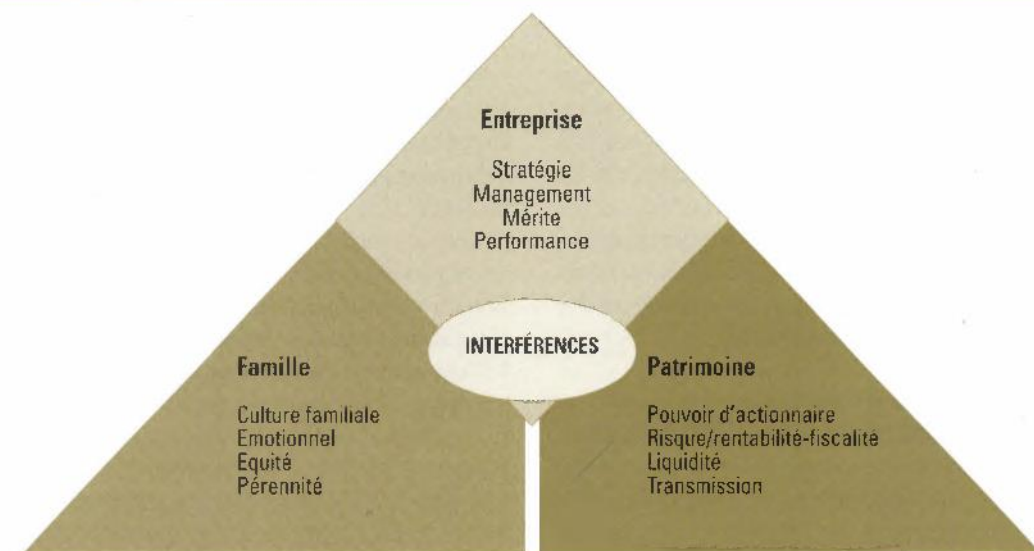 Entreprise
Stratégie
Management
Mérite
Performance
INTERFÉRENCES
Famille
Culture familiale
Emotionnel
Equité
Pérennité
Patrimoine
Pouvoir d'actionnaire
Risque/rentabilité-fiscalité
Liquidité
Transmission